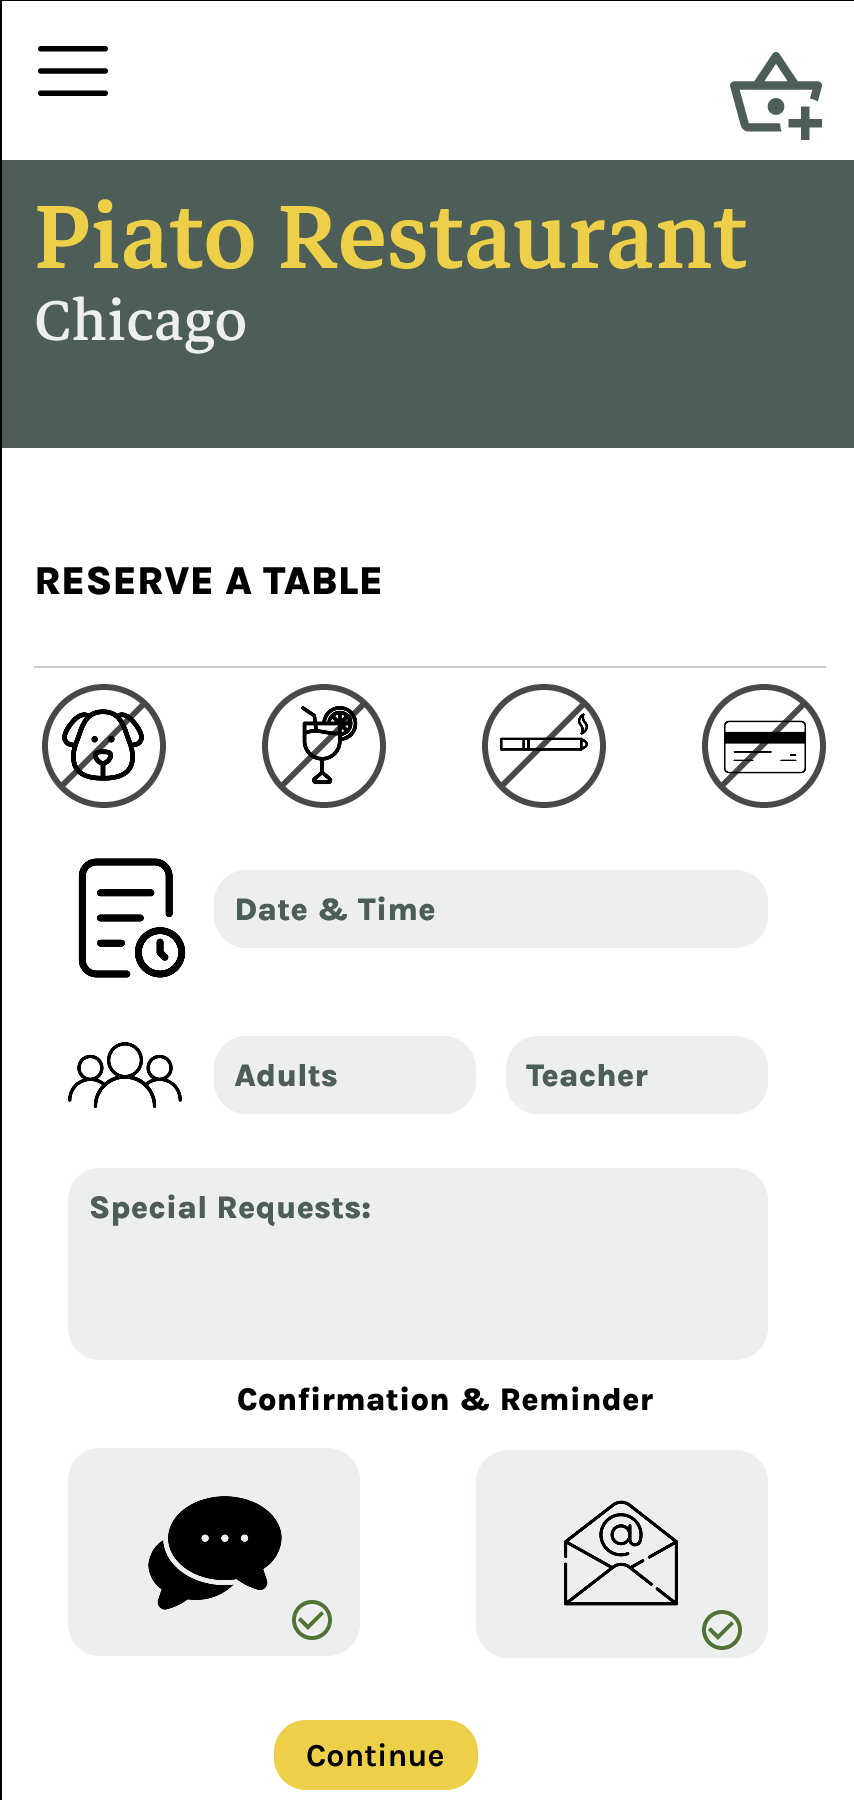 Piato Restaurant
Chicago
RESERVE A TABLE
Date & Time
Adults
Teacher
Special Requests:
Confirmation & Reminder
Continue